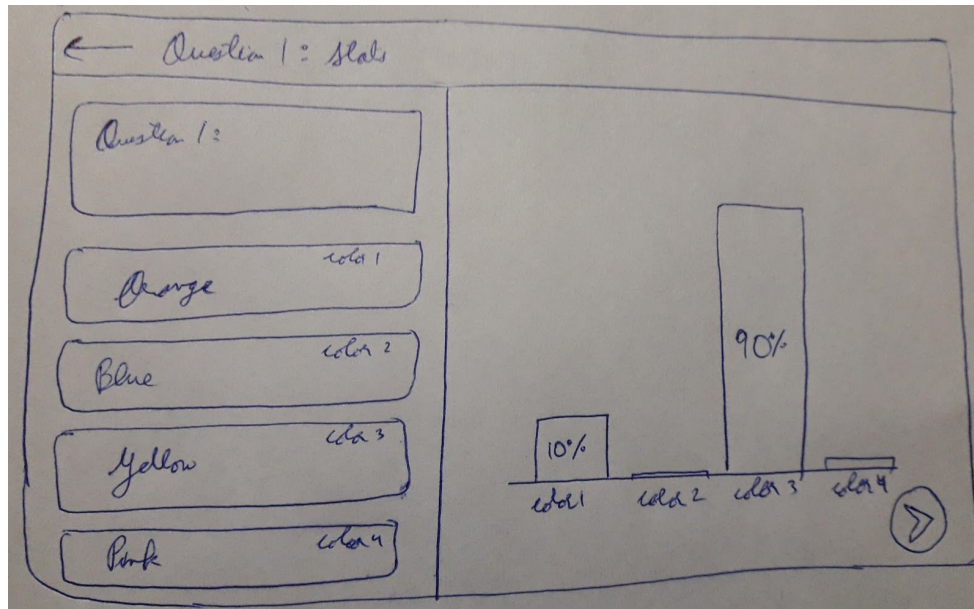 Question 1: Stats
Question 1:
color 1
Orange
color 2
Blue
color 3
Yellow
color 4
Pink
90%
10%
color 1
color 2
color 3
color 4